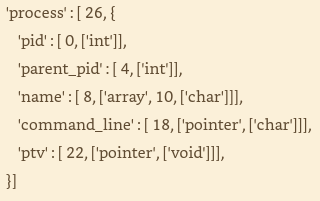 'process' : [ 26, {
'pid' : [ 0, ['int']],
'parent_pid' : [ 4, ['int']],
'name' : [ 8, ['array', 10, ['char']]],
'command_line' : [ 18, ['pointer', ['char']]],
'ptv' : [ 22, ['pointer', ['void']]],
}]